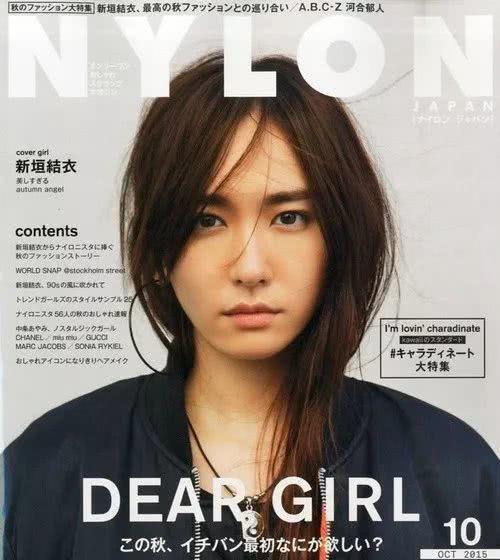 秋のファッション大特集 新垣結衣、最高の秋ファッションとの巡り合い/A.B.C-Z 河合郁人
NYLON
JAPAN
[ナイロン ジャパン]
cover girl
新垣結衣
美しすぎる
autumn angel
contents
新垣結衣からナイロニスタに捧ぐ
秋のファッションストーリー
WORLD SNAP @stockholm street
新垣結衣、90sの風に吹かれて
トレンドガールズのスタイルサンプル25
ナイロニスタ 56人の秋のおしゃれ速報
中条あやみ、ノスタルジックガール
CHANEL / miu miu / GUCCI
MARC JACOBS / SONIA RYKIEL
おしゃれアイコンになりきりヘアメイク
I'm lovin' charadinate
kawaiiのスタンダード
#キャラディネート
大特集
DEAR GIRL
この秋、イチバン最初なにが欲しい?
10
OCT 2015